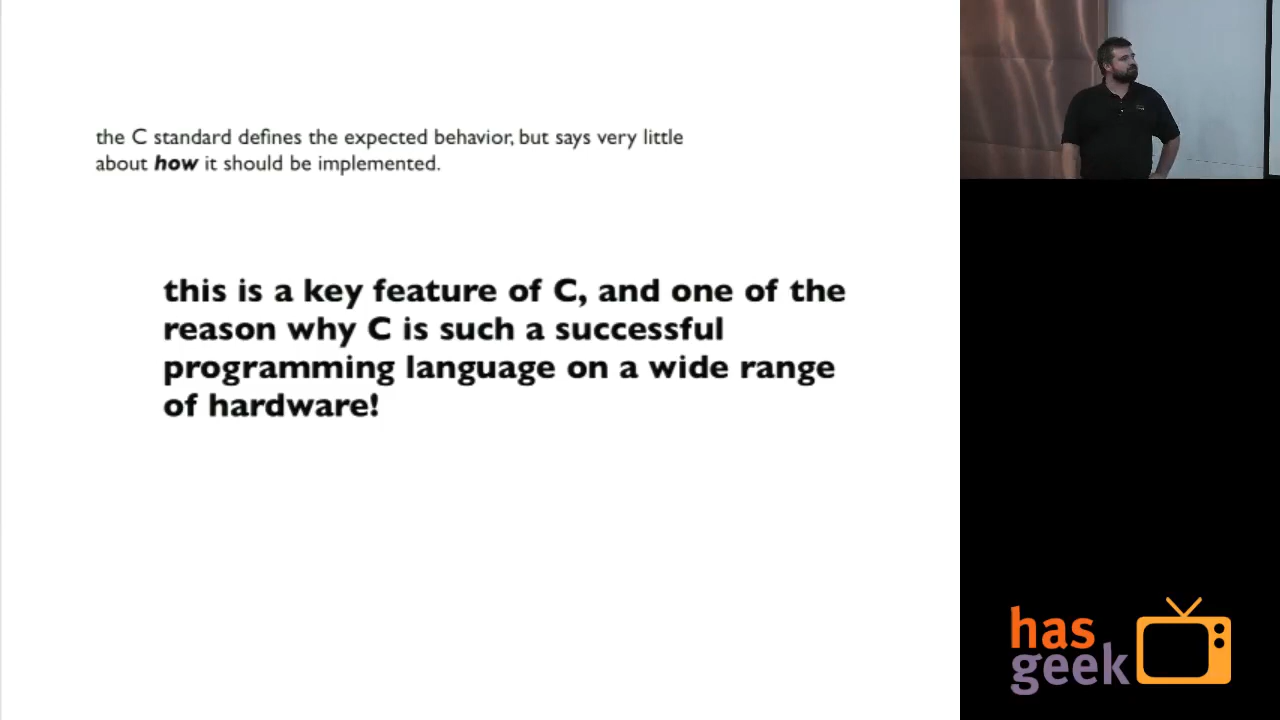 the C standard defines the expected behavior, but says very little
about how it should be implemented.
this is a key feature of C, and one of the
reason why C is such a successful
programming language on a wide range
of hardware!
has
geek